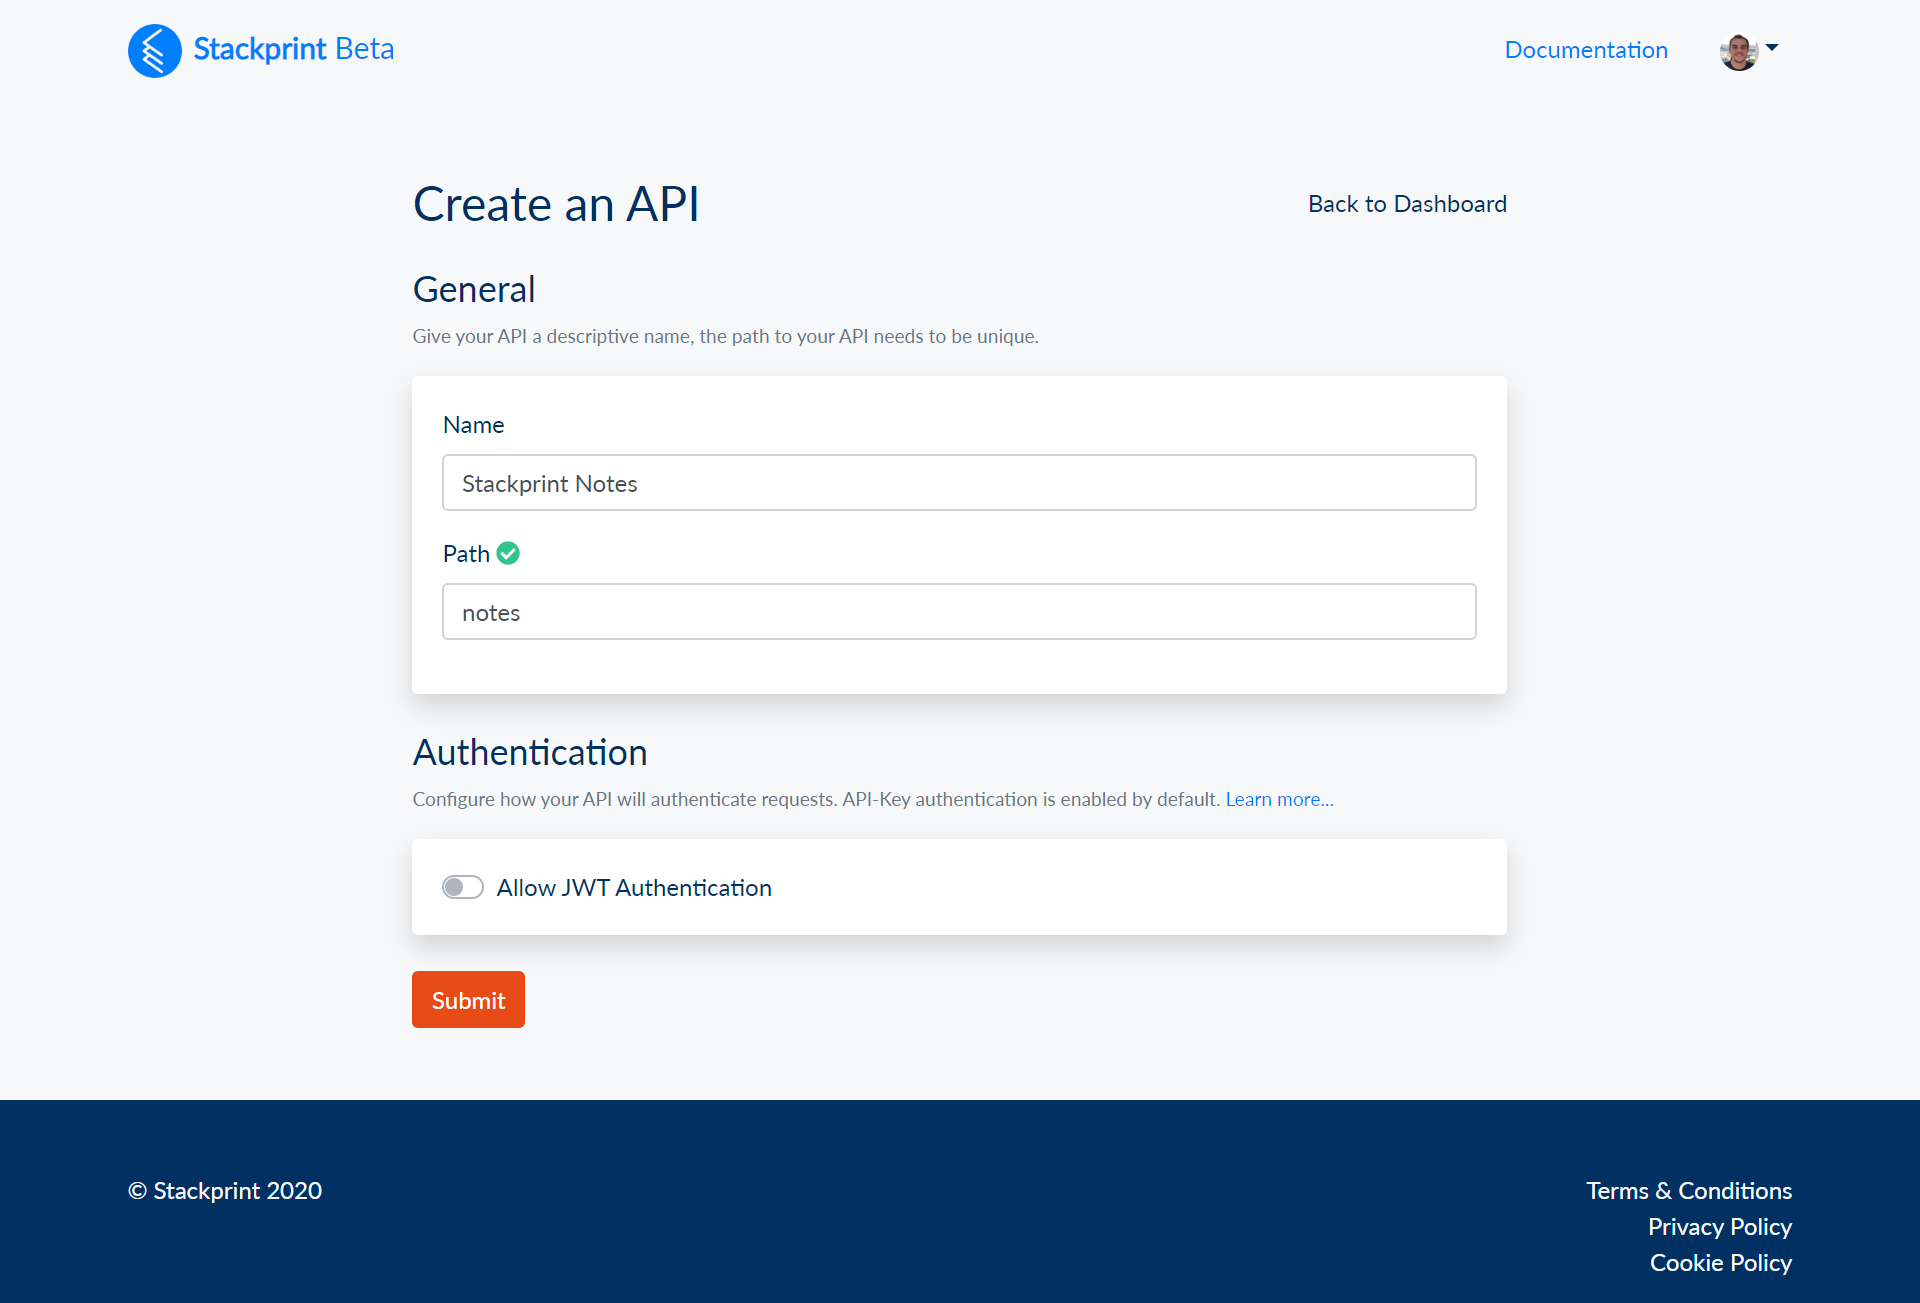 Stackprint Beta
Documentation
Create an API
Back to Dashboard
General
Give your API a descriptive name, the path to your API needs to be unique.
Name
Stackprint Notes
Path
notes
Authentication
Configure how your API will authenticate requests. API-Key authentication is enabled by default. Learn more...
Allow JWT Authentication
Submit
© Stackprint 2020
Terms & Conditions
Privacy Policy
Cookie Policy